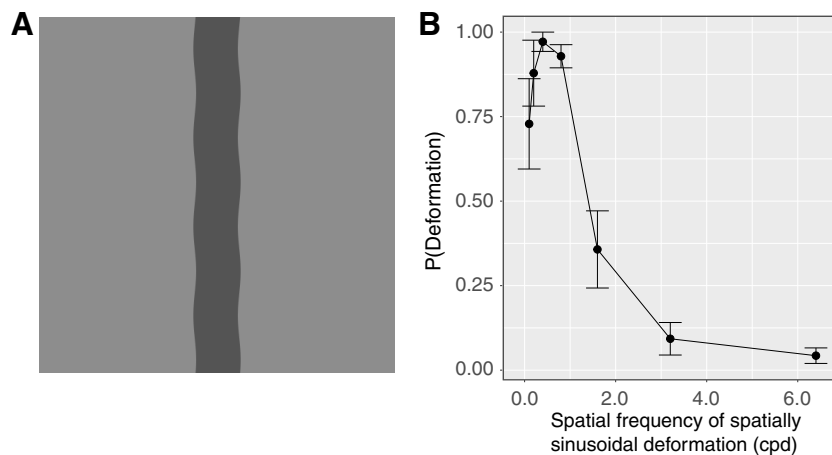 A
B
1.00
0.75
0.50
0.25
0.00
P(Deformation)
0.0 2.0 4.0 6.0
Spatial frequency of spatially
sinusoidal deformation (cpd)